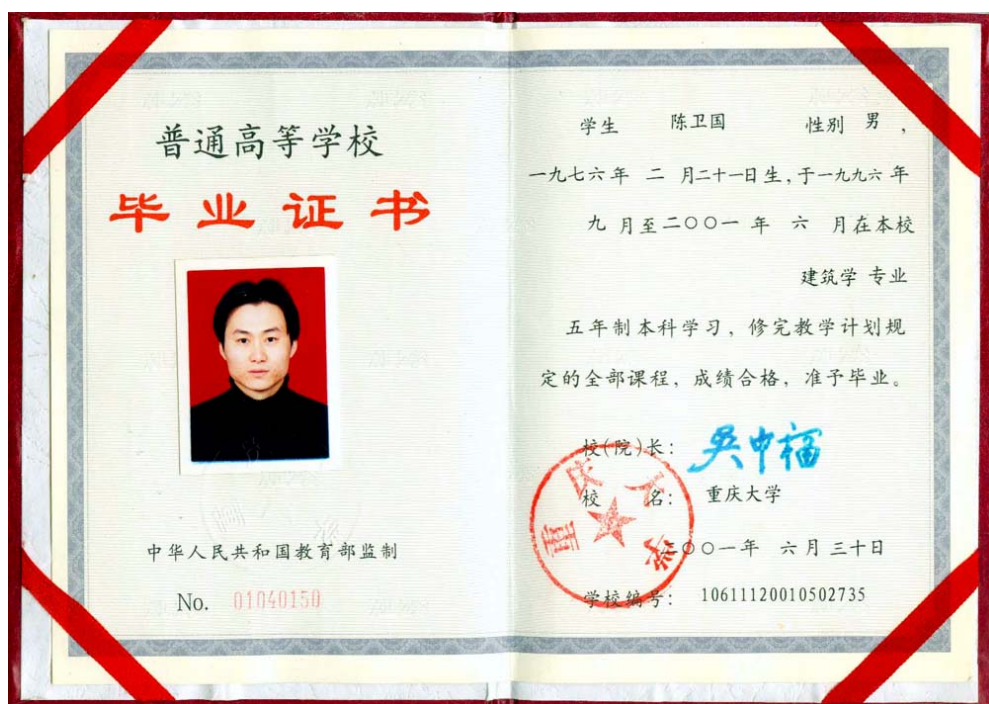 普通高等学校
毕业证书
中华人民共和国教育部监制
No. 01040150
学生 陈卫国 性别 男，
一九七六年 二 月二十一日生，于一九九六 年
九 月至二〇〇一 年 六 月在本校
建筑学 专业
五年制本科学习，修完教学计划规
定的全部课程，成绩合格，准予毕业。
校(院)长： 吴中福
校 名： 重庆大学
二〇〇一年 六月三十日
学校编号： 10611120010502735
重庆大学